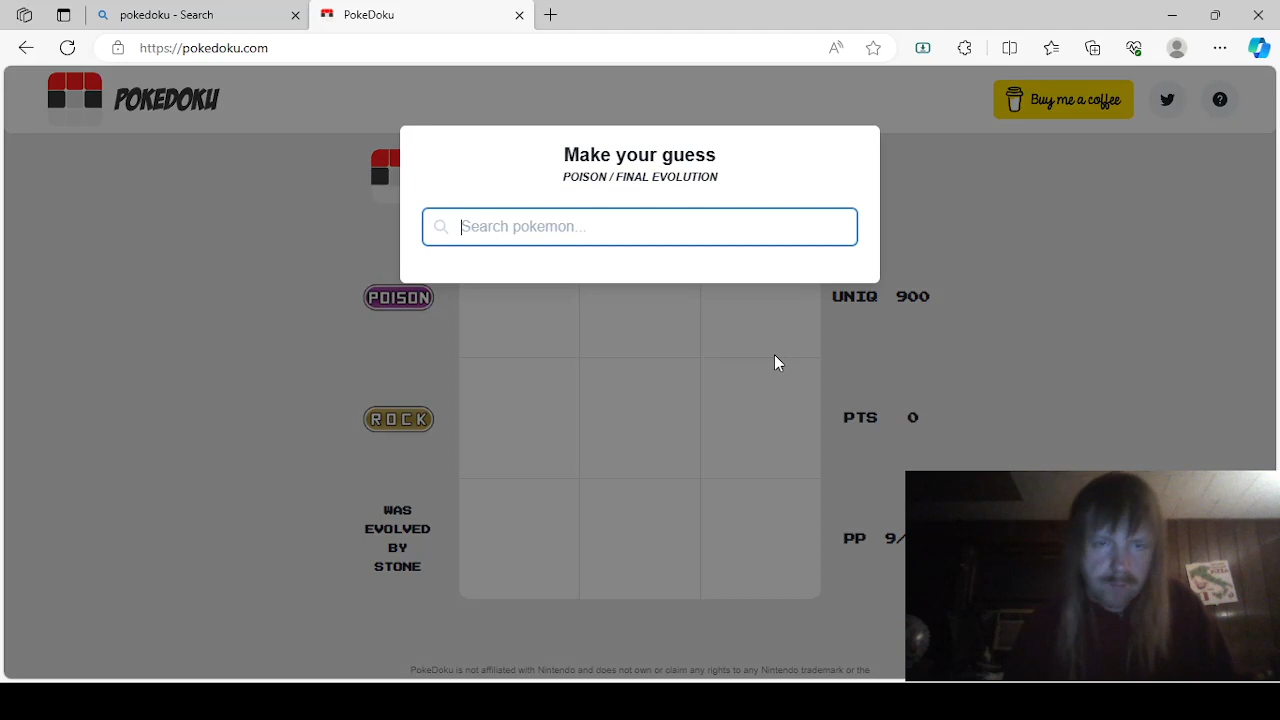 pokedoku - Search
PokeDoku
https://pokedoku.com
POKEDOKU
Buy me a coffee
Make your guess
POISON / FINAL EVOLUTION
Search pokemon...
POISON
UNIQ 900
ROCK
PTS 0
WAS
EVOLVED
BY
STONE
PP 9/
PokeDoku is not affiliated with Nintendo and does not own or claim any rights to any Nintendo trademark or the